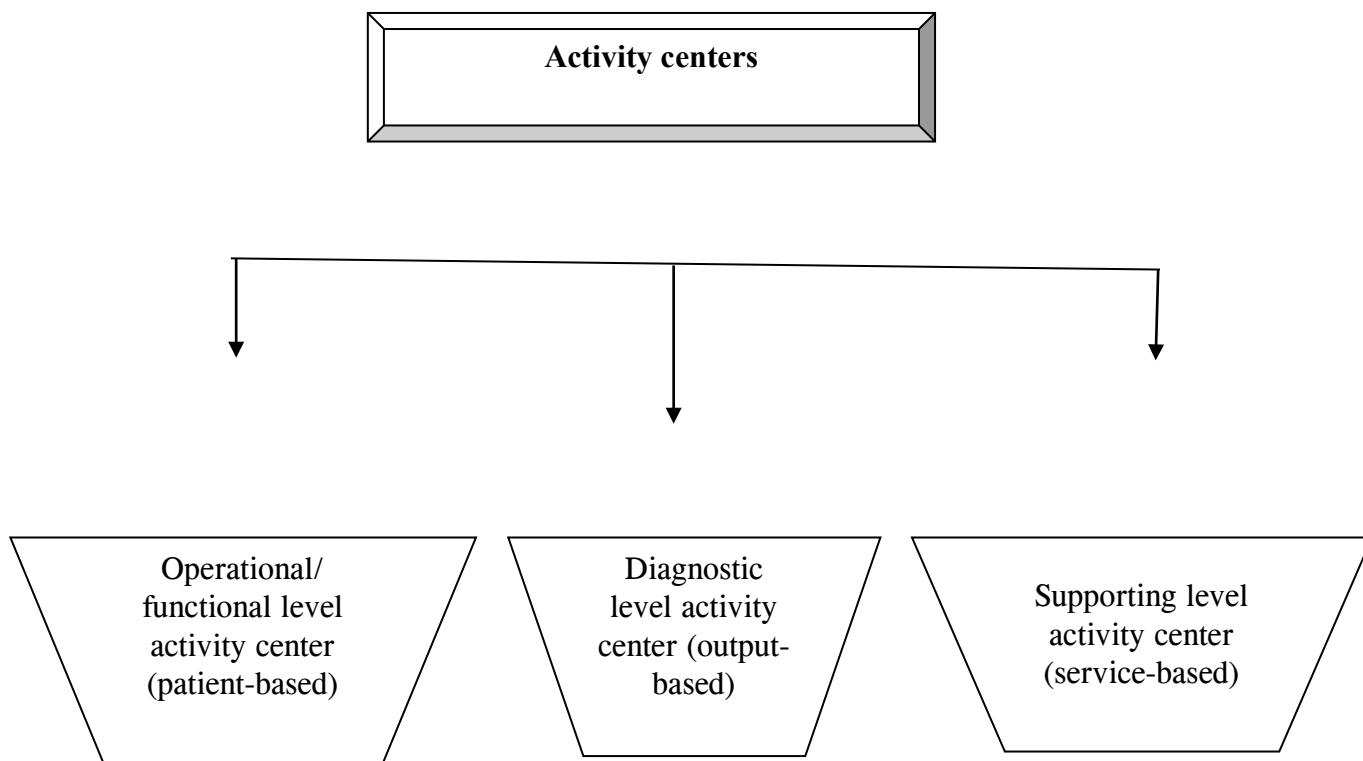 Activity centers
Operational/
functional level
activity center
(patient-based)
Diagnostic
level activity
center (output-
based)
Supporting level
activity center
(service-based)